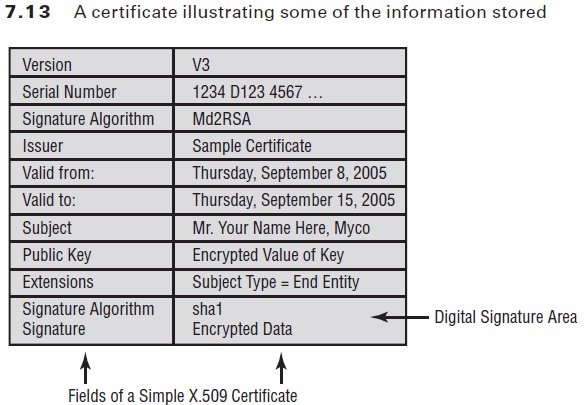 7.13 A certificate illustrating some of the information stored
Version V3
Serial Number 1234 D123 4567 …
Signature Algorithm Md2RSA
Issuer Sample Certificate
Valid from: Thursday, September 8, 2005
Valid to: Thursday, September 15, 2005
Subject Mr. Your Name Here, Myco
Public Key Encrypted Value of Key
Extensions Subject Type = End Entity
Signature Algorithm sha1
Signature Encrypted Data
Digital Signature Area
Fields of a Simple X.509 Certificate